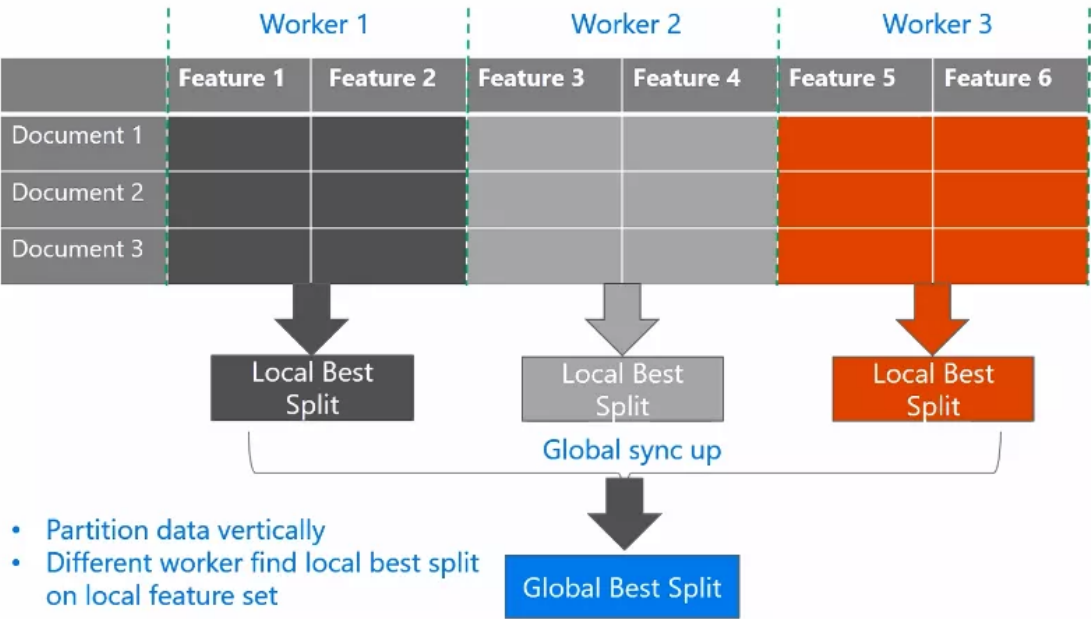 Worker 1 Worker 2 Worker 3
Feature 1 Feature 2 Feature 3 Feature 4 Feature 5 Feature 6
Document 1
Document 2
Document 3
Local Best
Split
Local Best
Split
Local Best
Split
Global sync up
• Partition data vertically
• Different worker find local best split
on local feature set
Global Best Split